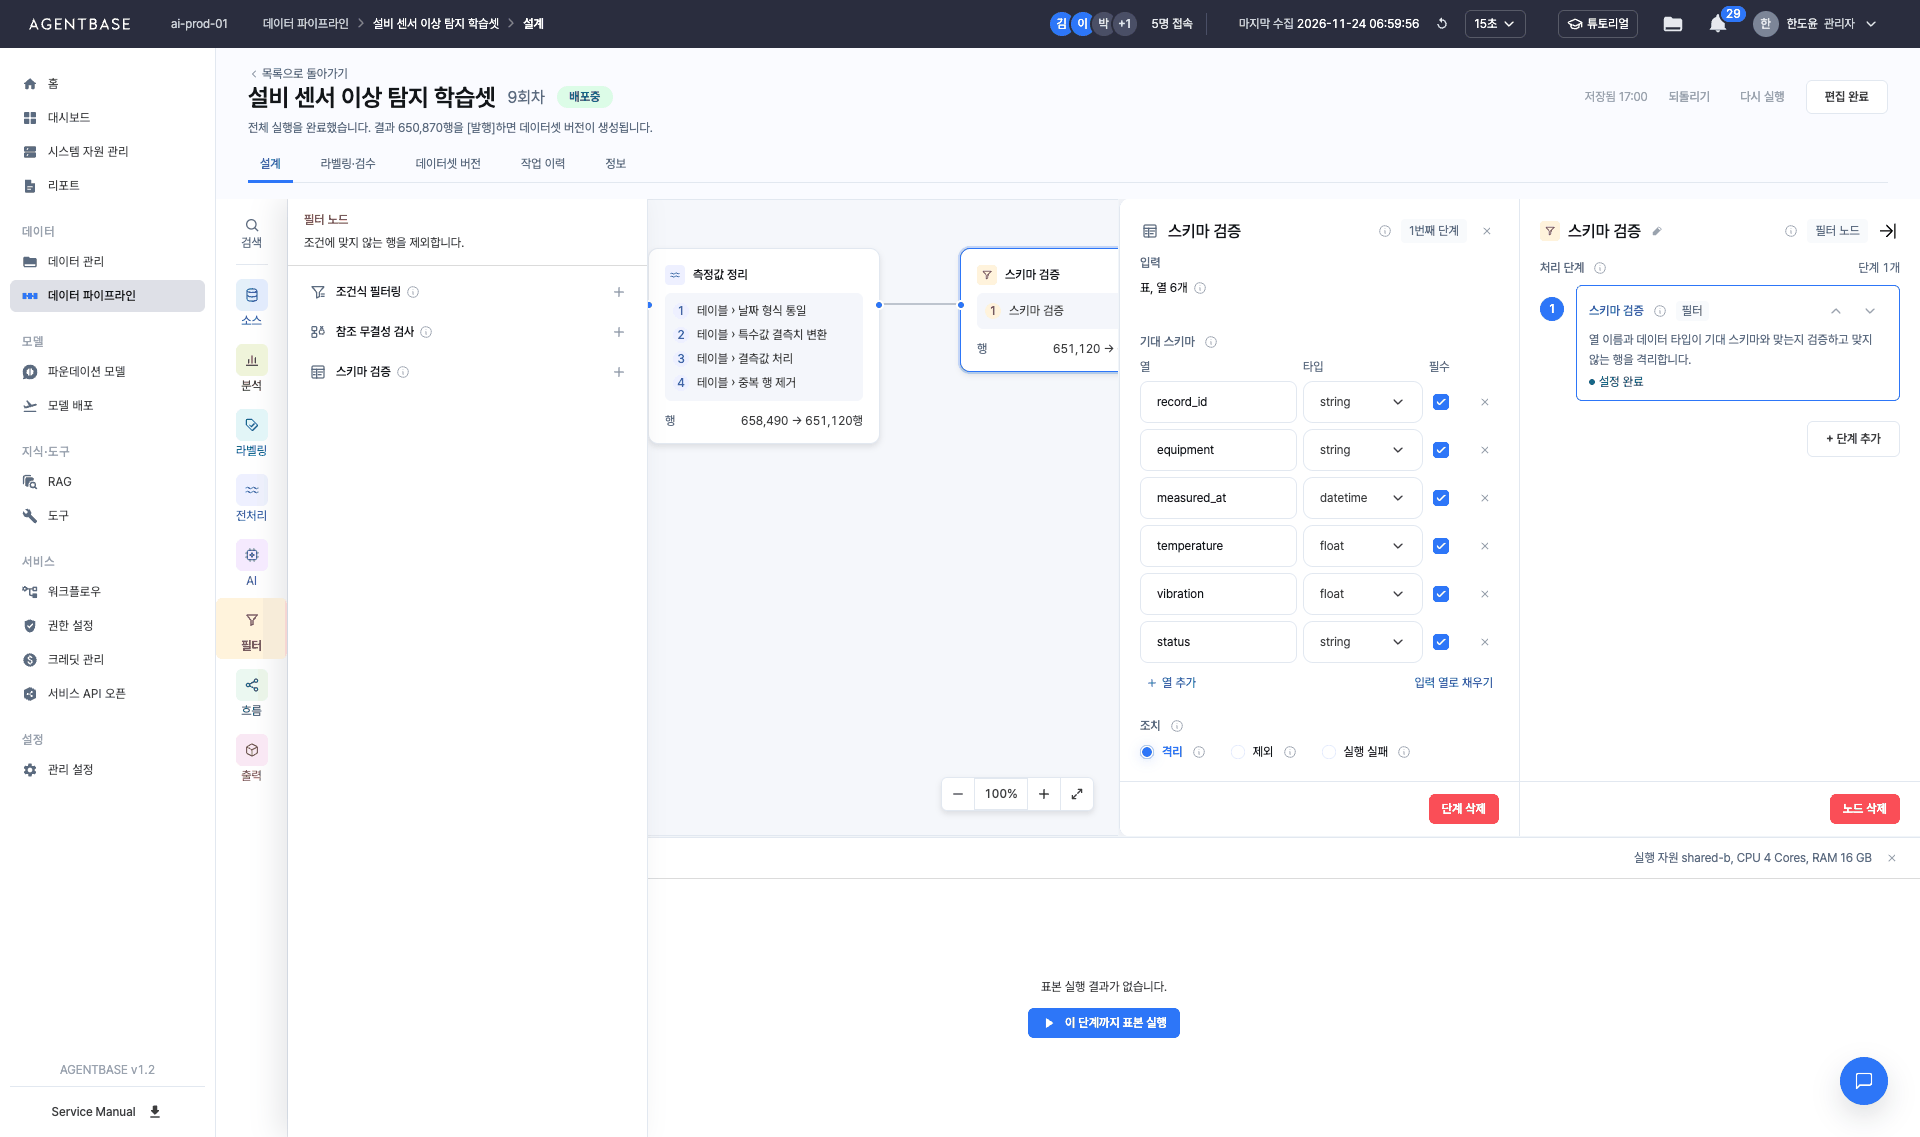 AGENTBASE
ai-prod-01
데이터 파이프라인 > 설비 센서 이상 탐지 학습셋 > 설계
김 이 박 +1 5명 접속
마지막 수집 2026-11-24 06:59:56
15초
튜토리얼
29
한 한도윤 관리자
홈
대시보드
시스템 자원 관리
리포트
데이터
데이터 관리
데이터 파이프라인
모델
파운데이션 모델
모델 배포
지식·도구
RAG
도구
서비스
워크플로우
권한 설정
크레딧 관리
서비스 API 오픈
설정
관리 설정
AGENTBASE v1.2
Service Manual
목록으로 돌아가기
설비 센서 이상 탐지 학습셋 9회차 배포중
전체 실행을 완료했습니다. 결과 650,870행을 [발행]하면 데이터셋 버전이 생성됩니다.
저장됨 17:00 되돌리기 다시 실행 편집 완료
설계 라벨링·검수 데이터셋 버전 작업 이력 정보
검색
소스
분석
라벨링
전처리
AI
필터
흐름
출력
필터 노드
조건에 맞지 않는 행을 제외합니다.
조건식 필터링
참조 무결성 검사
스키마 검증
측정값 정리
1 테이블 › 날짜 형식 통일
2 테이블 › 특수값 결측치 변환
3 테이블 › 결측값 처리
4 테이블 › 중복 행 제거
행 658,490 → 651,120행
스키마 검증
1 스키마 검증
행 651,120 →
100%
스키마 검증 1번째 단계
입력
표, 열 6개
기대 스키마
열 타입 필수
record_id string
equipment string
measured_at datetime
temperature float
vibration float
status string
+ 열 추가 입력 열로 채우기
조치
격리 제외 실행 실패
단계 삭제
스키마 검증 필터 노드
처리 단계 단계 1개
1 스키마 검증 필터
열 이름과 데이터 타입이 기대 스키마와 맞는지 검증하고 맞지
않는 행을 격리합니다.
설정 완료
+ 단계 추가
노드 삭제
실행 자원 shared-b, CPU 4 Cores, RAM 16 GB
표본 실행 결과가 없습니다.
이 단계까지 표본 실행